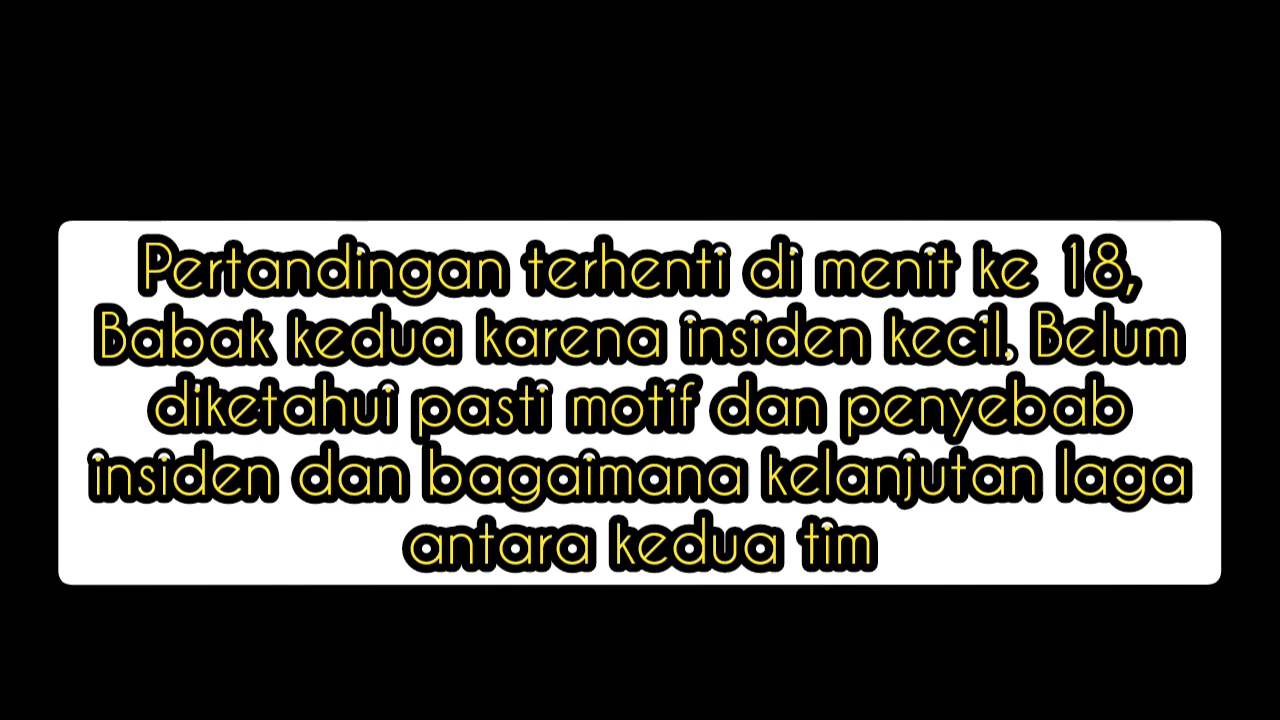 Pertandingan terhenti di menit ke 18,
Babak kedua karena insiden kecil. Belum
diketahui pasti motif dan penyebab
insiden dan bagaimana kelanjutan laga
antara kedua tim